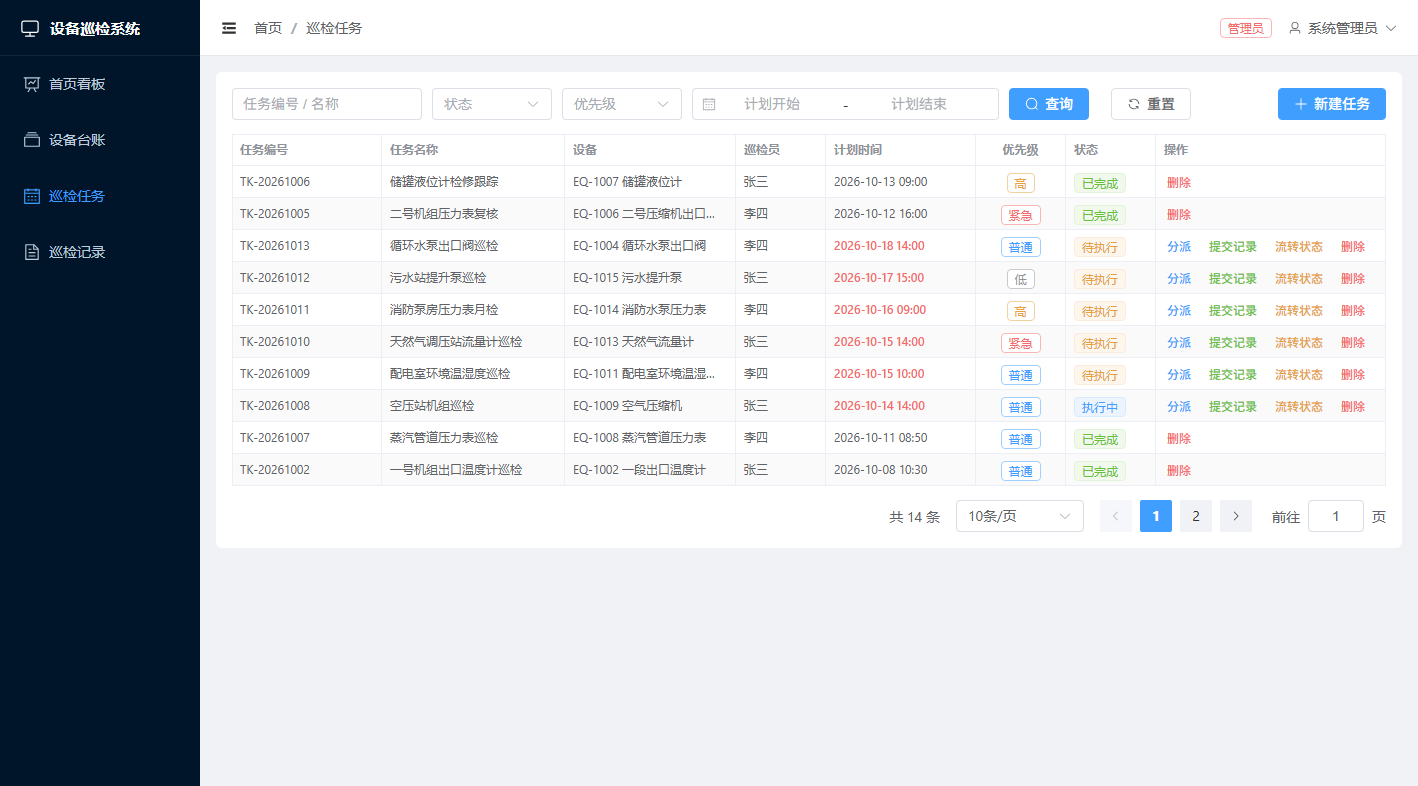 设备巡检系统
首页看板
设备台账
巡检任务
巡检记录
首页 / 巡检任务
管理员 系统管理员
任务编号 / 名称 状态 优先级 计划开始 - 计划结束 查询 重置 新建任务
任务编号 任务名称 设备 巡检员 计划时间 优先级 状态 操作
TK-20261006 储罐液位计检修跟踪 EQ-1007 储罐液位计 张三 2026-10-13 09:00 高 已完成 删除
TK-20261005 二号机组压力表复核 EQ-1006 二号压缩机出口... 李四 2026-10-12 16:00 紧急 已完成 删除
TK-20261013 循环水泵出口阀巡检 EQ-1004 循环水泵出口阀 李四 2026-10-18 14:00 普通 待执行 分派 提交记录 流转状态 删除
TK-20261012 污水站提升泵巡检 EQ-1015 污水提升泵 张三 2026-10-17 15:00 低 待执行 分派 提交记录 流转状态 删除
TK-20261011 消防泵房压力表月检 EQ-1014 消防水泵压力表 李四 2026-10-16 09:00 高 待执行 分派 提交记录 流转状态 删除
TK-20261010 天然气调压站流量计巡检 EQ-1013 天然气流量计 张三 2026-10-15 14:00 紧急 待执行 分派 提交记录 流转状态 删除
TK-20261009 配电室环境温湿度巡检 EQ-1011 配电室环境温湿... 李四 2026-10-15 10:00 普通 待执行 分派 提交记录 流转状态 删除
TK-20261008 空压站机组巡检 EQ-1009 空气压缩机 张三 2026-10-14 14:00 普通 执行中 分派 提交记录 流转状态 删除
TK-20261007 蒸汽管道压力表巡检 EQ-1008 蒸汽管道压力表 李四 2026-10-11 08:50 普通 已完成 删除
TK-20261002 一号机组出口温度计巡检 EQ-1002 一段出口温度计 张三 2026-10-08 10:30 普通 已完成 删除
共 14 条 10条/页 1 2 前往 1 页